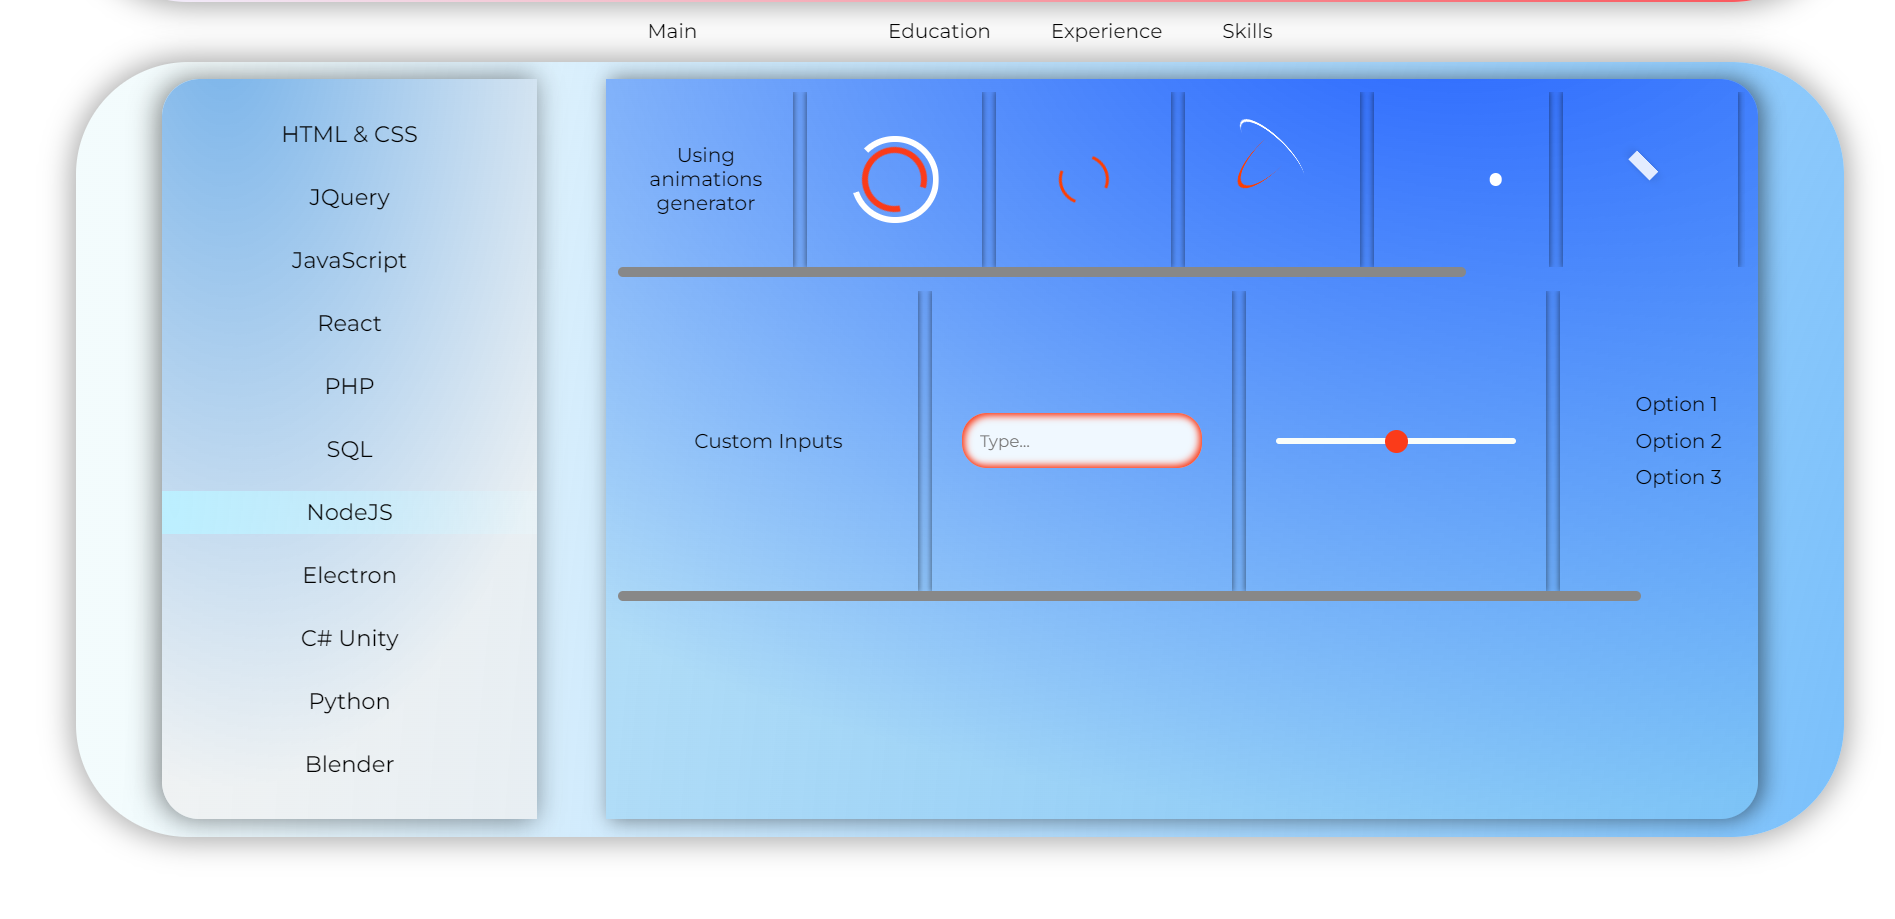 Main
Education
Experience
Skills
HTML & CSS
JQuery
JavaScript
React
PHP
SQL
NodeJS
Electron
C# Unity
Python
Blender
Using
animations
generator
Custom Inputs
Type...
Option 1
Option 2
Option 3